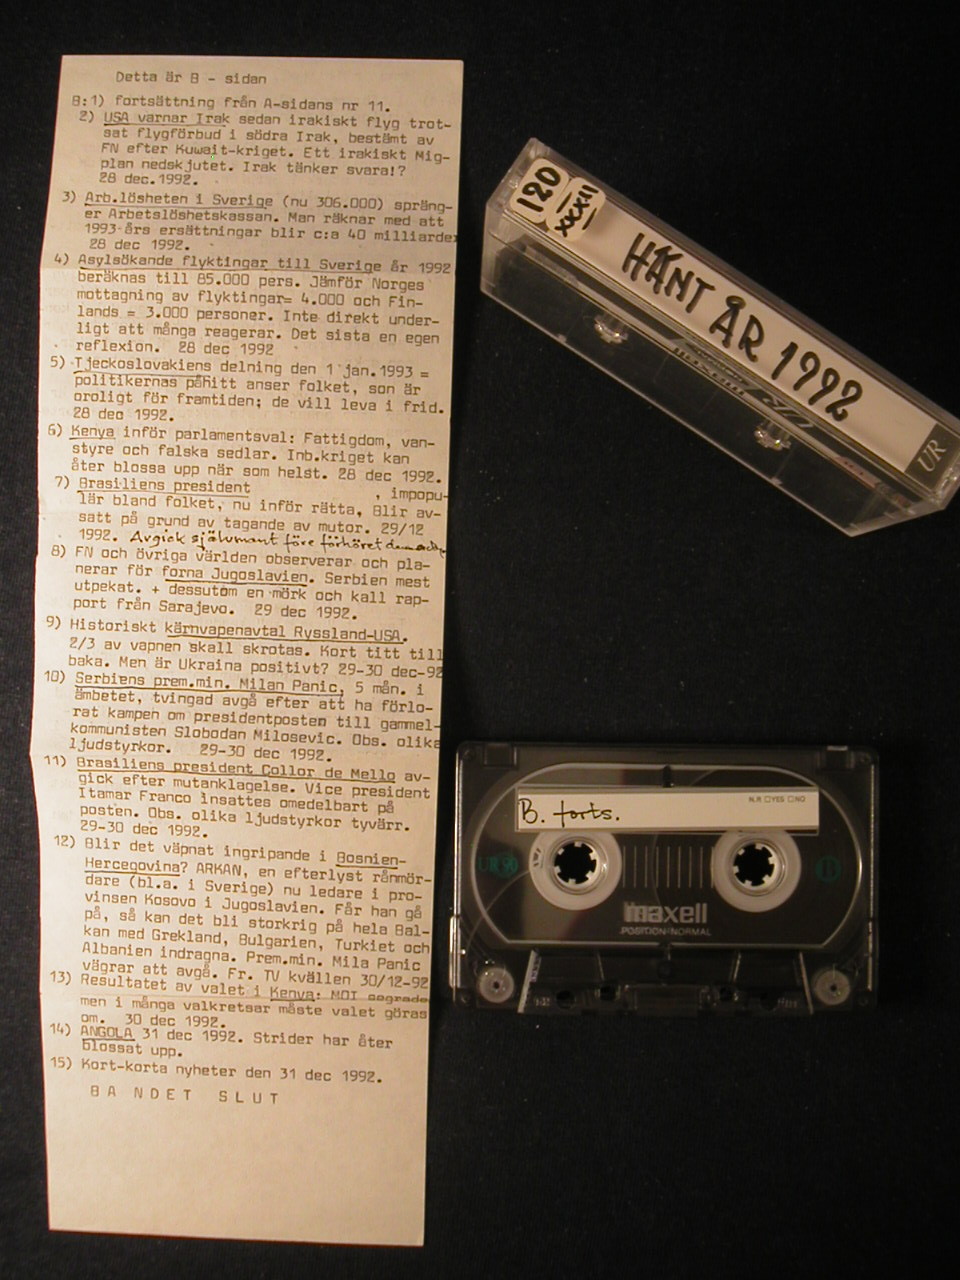 Detta är B - sidan
B:1) fortsättning från A-sidans nr 11.
2) USA varnar Irak sedan irakiskt flyg trot-
sat flygförbud i södra Irak, bestämt av
FN efter Kuwait-kriget. Ett irakiskt Mig-
plan nedskjutet. Irak tänker svara!?
28 dec.1992.
3) Arb.lösheten i Sverige (nu 306.000) spräng-
er Arbetslöshetskassan. Man räknar med att
1993-års ersättningar blir c:a 40 milliarder
28 dec 1992.
4) Asylsökande flyktingar till Sverige år 1992
beräknas till 85.000 pers. Jämför Norges
mottagning av flyktingar= 4.000 och Fin-
lands = 3.000 personer. Inte direkt under-
ligt att många reagerar. Det sista en egen
reflexion. 28 dec 1992
5) Tjeckoslovakiens delning den 1 jan.1993 =
politikernas påhitt anser folket, son är
oroligt för framtiden; de vill leva i frid.
28 dec 1992.
6) Kenya inför parlamentsval: Fattigdom, van-
styre och falska sedlar. Inb.kriget kan
åter blossa upp när som helst. 28 dec 1992.
7) Brasiliens president , impopu-
lär bland folket, nu inför rätta, Blir av-
satt på grund av tagande av mutor. 29/12
1992. Avgick självmant före förhöret
8) FN och övriga världen observerar och pla-
nerar för forna Jugoslavien. Serbien mest
utpekat. + dessutom en mörk och kall rap-
port från Sarajevo. 29 dec 1992.
9) Historiskt kärnvapenavtal Ryssland-USA.
2/3 av vapnen skall skrotas. Kort titt till
baka. Men är Ukraina positivt? 29-30 dec-92
10) Serbiens prem.min. Milan Panic, 5 mån. i
ämbetet, tvingad avgå efter att ha förlo-
rat kampen om presidentposten till gammel-
kommunisten Slobodan Milosevic. Obs. olika
ljudstyrkor. 29-30 dec 1992.
11) Brasiliens president Collor de Mello av-
gick efter mutanklagelse. Vice president
Itamar Franco insattes omedelbart på
posten. Obs. olika ljudstyrkor tyvärr.
29-30 dec 1992.
12) Blir det väpnat ingripande i Bosnien-
Hercegovina? ARKAN, en efterlyst rånmör-
dare (bl.a. i Sverige) nu ledare i pro-
vinsen Kosovo i Jugoslavien. Får han gå
på, så kan det bli storkrig på hela Bal-
kan med Grekland, Bulgarien, Turkiet och
Albanien indragna. Prem.min. Mila Panic
vägrar att avgå. Fr. TV kvällen 30/12-92
13) Resultatet av valet i Kenya: MOI segrade
men i många valkretsar måste valet göras
om. 30 dec 1992.
14) ANGOLA 31 dec 1992. Strider har åter
blossat upp.
15) Kort-korta nyheter den 31 dec 1992.
BA NDET SLUT
120
XXXII
HÄNT ÅR 1992
UR
maxell
B. forts.
N.R. YES NO
UR 90
maxell
POSITION NORMAL